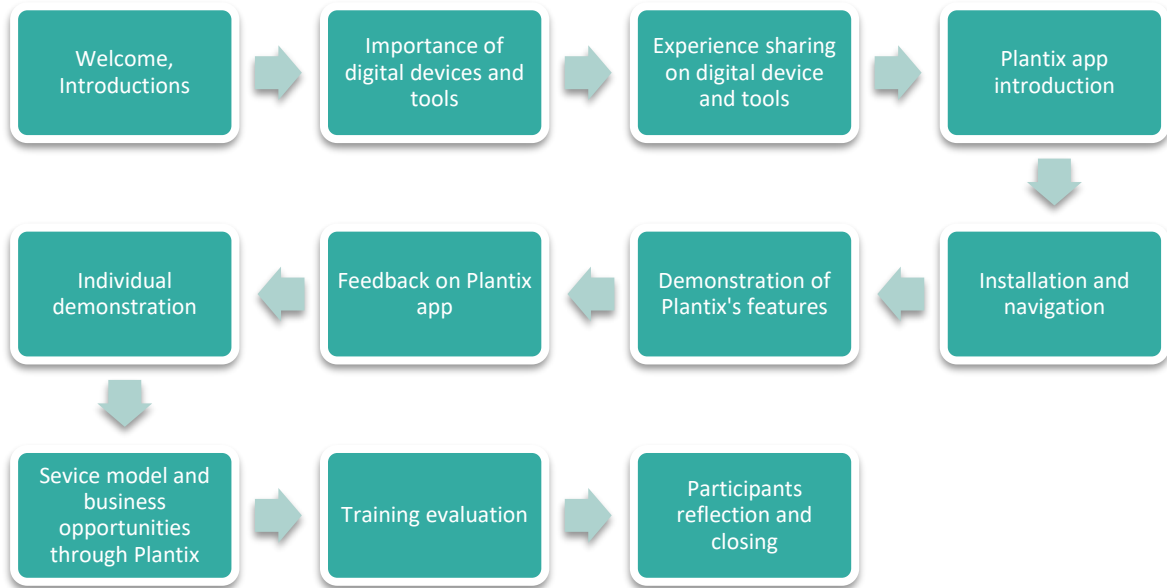 Welcome,
Introductions
Importance of
digital devices and
tools
Experience sharing
on digital device
and tools
Plantix app
introduction
Installation and
navigation
Demonstration of
Plantix's features
Feedback on Plantix
app
Individual
demonstration
Sevice model and
business
opportunities
through Plantix
Training evaluation
Participants
reflection and
closing